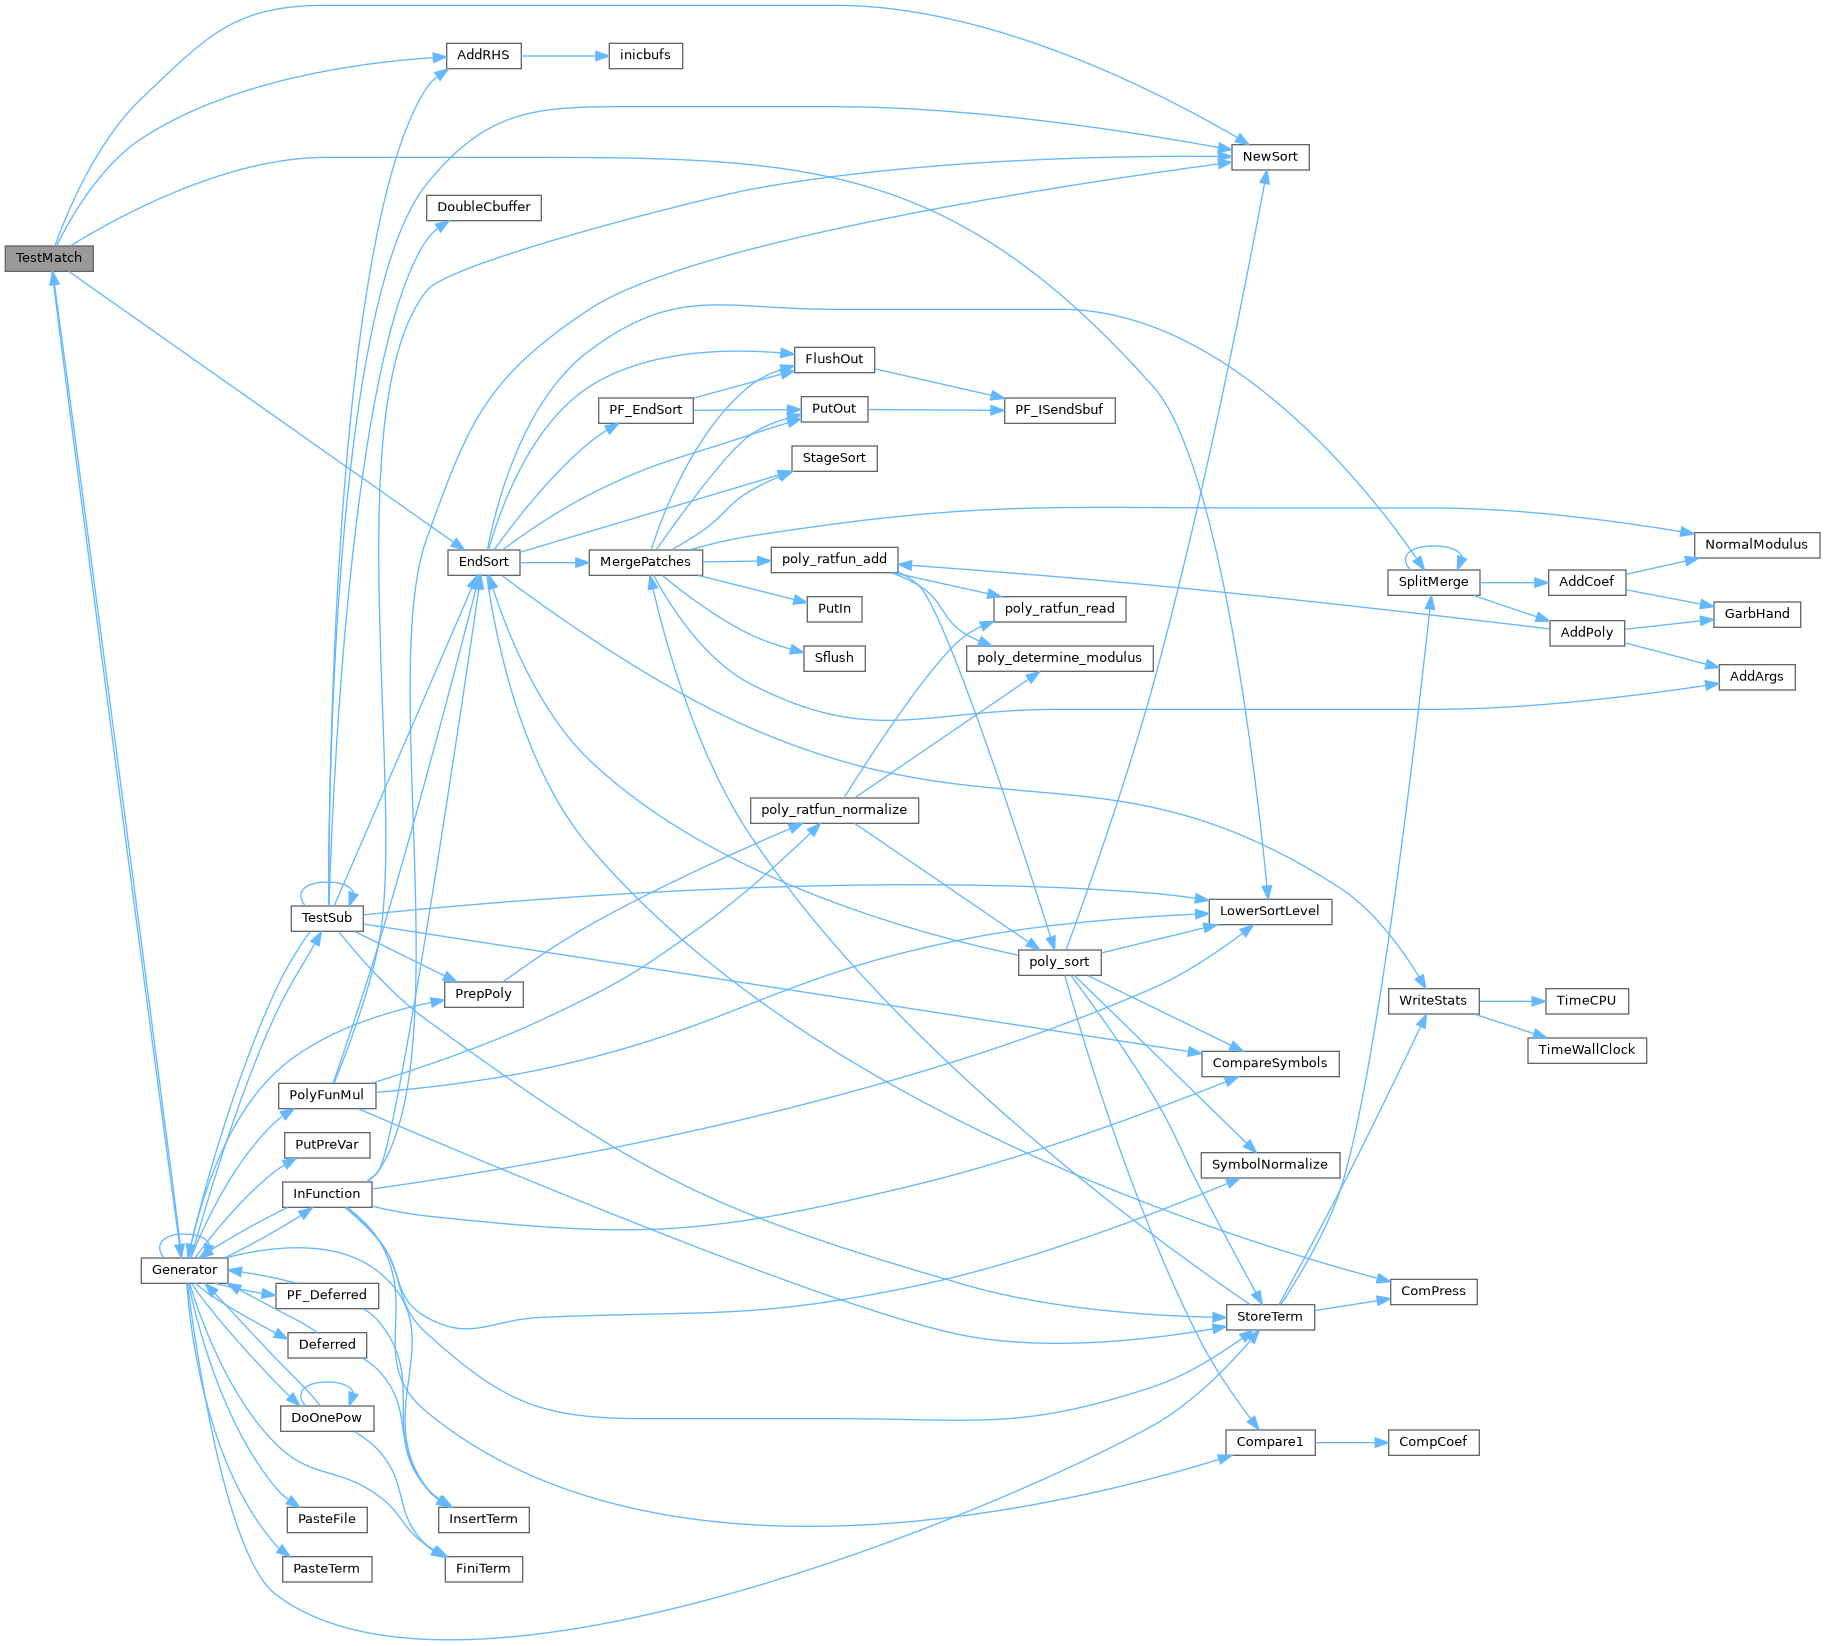 AddRHS
inicbufs
NewSort
DoubleCbuffer
TestMatch
FlushOut
PF_EndSort
PutOut
PF_ISendSbuf
StageSort
NormalModulus
EndSort
MergePatches
poly_ratfun_add
SplitMerge
AddCoef
PutIn
poly_ratfun_read
GarbHand
AddPoly
Sflush
poly_determine_modulus
AddArgs
poly_ratfun_normalize
TestSub
LowerSortLevel
poly_sort
PrepPoly
WriteStats
TimeCPU
TimeWallClock
CompareSymbols
PolyFunMul
PutPreVar
SymbolNormalize
InFunction
Generator
PF_Deferred
ComPress
StoreTerm
Deferred
DoOnePow
Compare1
CompCoef
PasteFile
InsertTerm
PasteTerm
FiniTerm